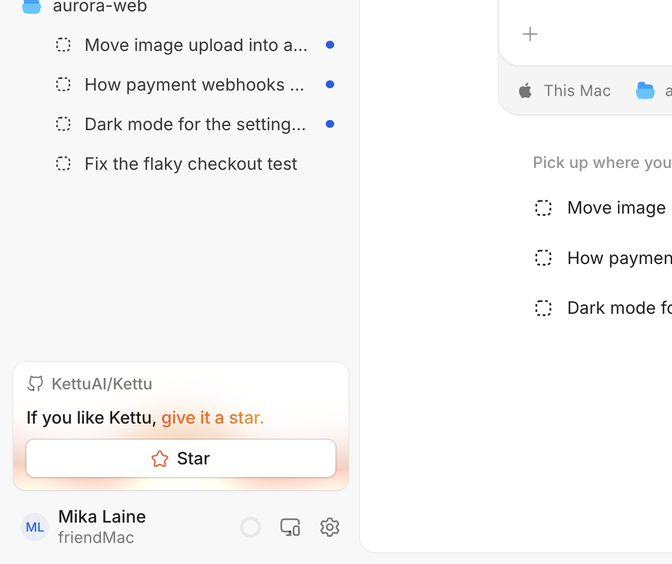 aurora-web
Move image upload into a...
How payment webhooks ...
Dark mode for the setting...
Fix the flaky checkout test
KettuAI/Kettu
If you like Kettu, give it a star.
Star
ML
Mika Laine
friendMac
This Mac
Pick up where you
Move image
How paymen
Dark mode fo